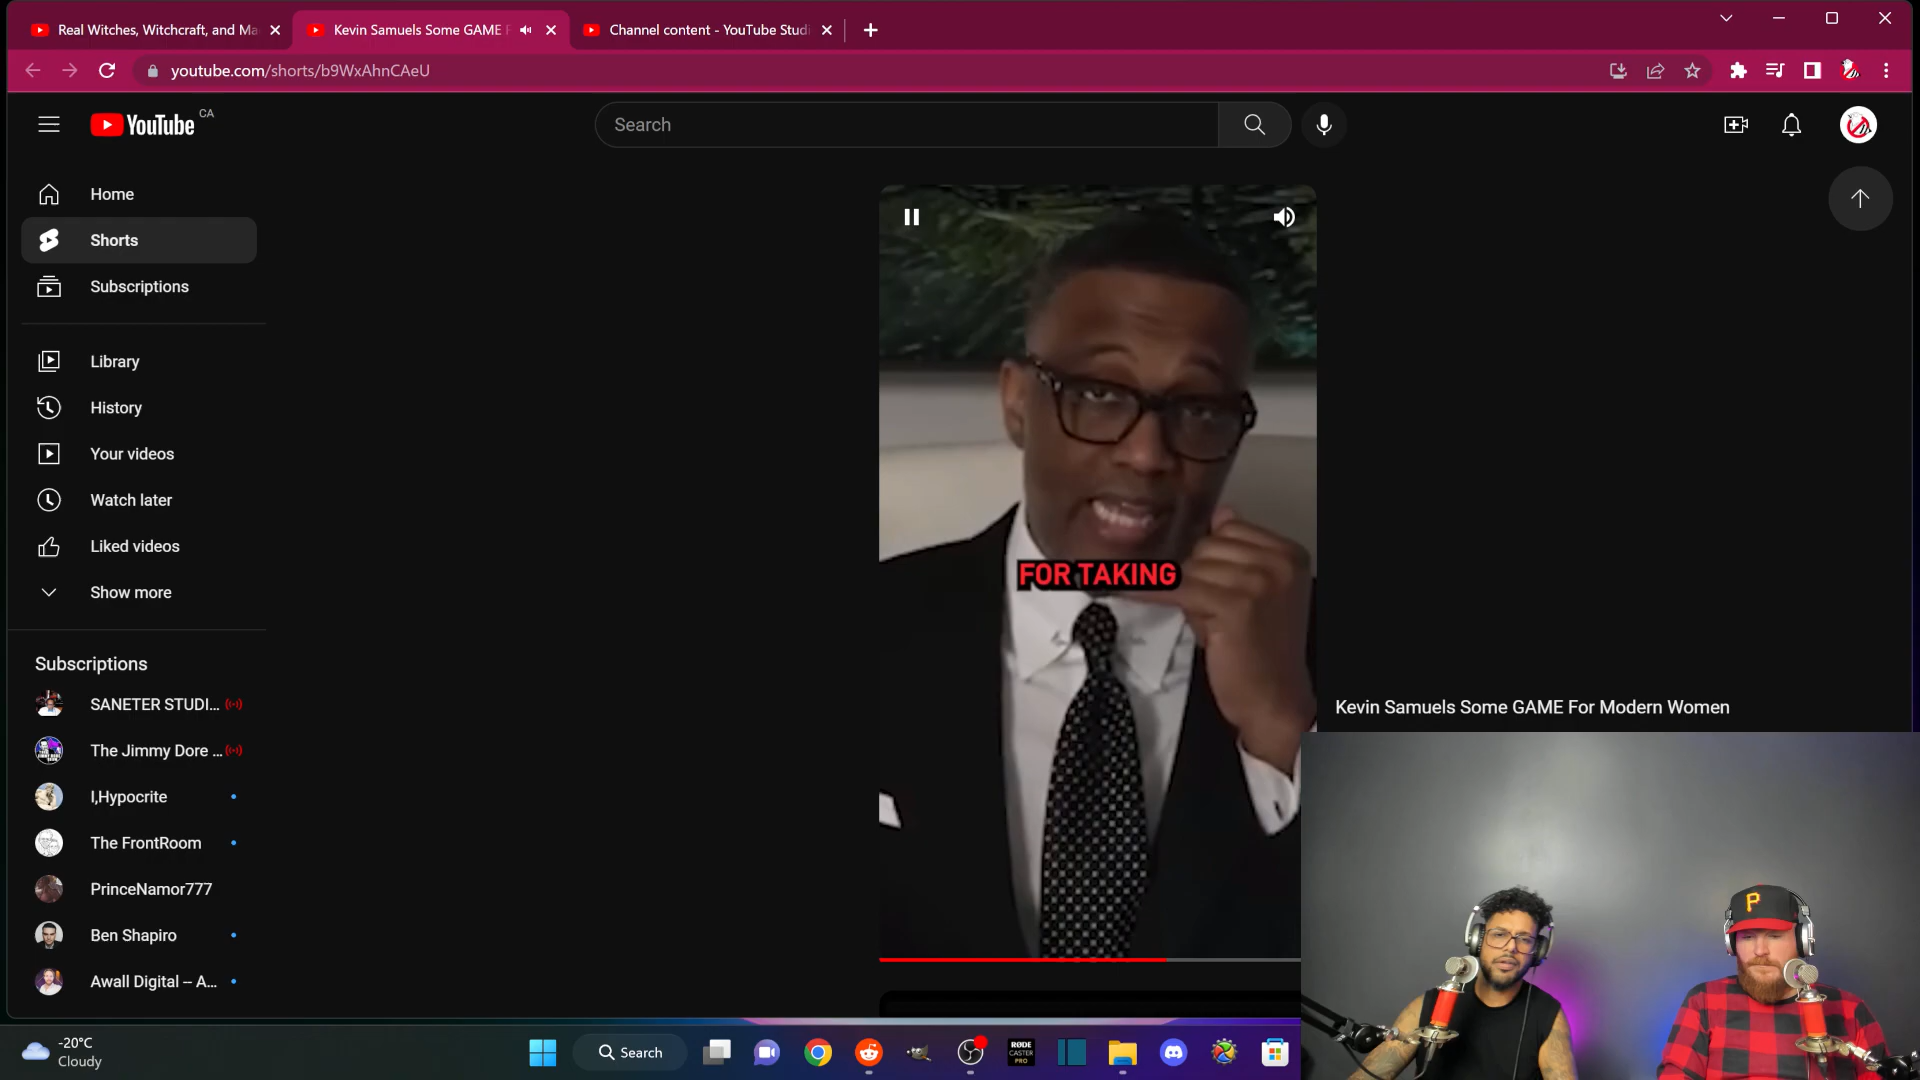 Real Witches, Witchcraft, and Ma
Kevin Samuels Some GAME F
Channel content - YouTube Studi
youtube.com/shorts/b9WxAhnCAeU
YouTube CA
Search
Home
Shorts
Subscriptions
Library
History
Your videos
Watch later
Liked videos
Show more
Subscriptions
SANETER STUDI...
The Jimmy Dore ...
I,Hypocrite
The FrontRoom
PrinceNamor777
Ben Shapiro
Awall Digital -- A...
FOR TAKING
Kevin Samuels Some GAME For Modern Women
P
-20°C
Cloudy
Search
RØDE
CASTER
PRO